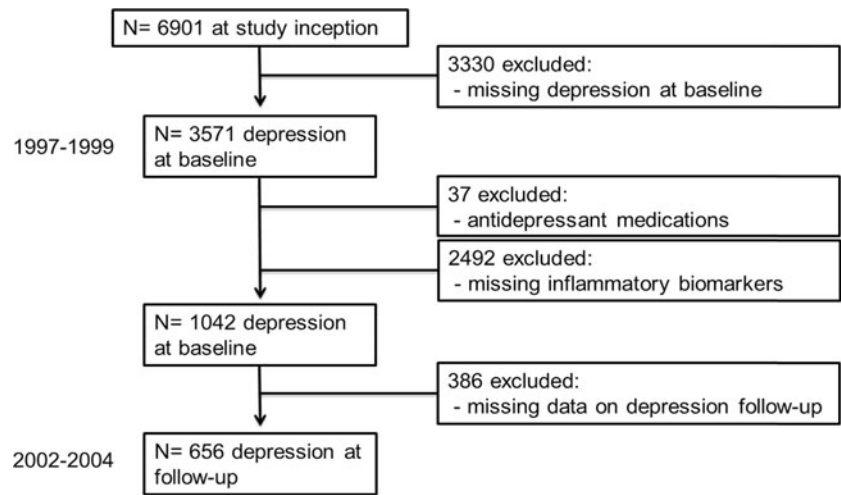 N= 6901 at study inception
3330 excluded:
- missing depression at baseline
1997-1999
N= 3571 depression
at baseline
37 excluded:
- antidepressant medications
2492 excluded:
- missing inflammatory biomarkers
N= 1042 depression
at baseline
386 excluded:
- missing data on depression follow-up
2002-2004
N= 656 depression at
follow-up